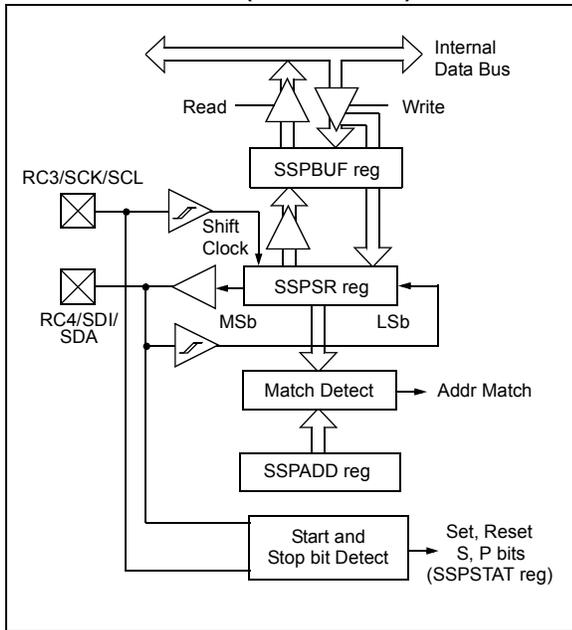 Internal
Data Bus
Read
Write
SSPBUF reg
RC3/SCK/SCL
Shift
Clock
SSPSR reg
MSb
LSb
RC4/SDI/
SDA
Match Detect
Addr Match
SSPADD reg
Start and
Stop bit Detect
Set, Reset
S, P bits
(SSPSTAT reg)